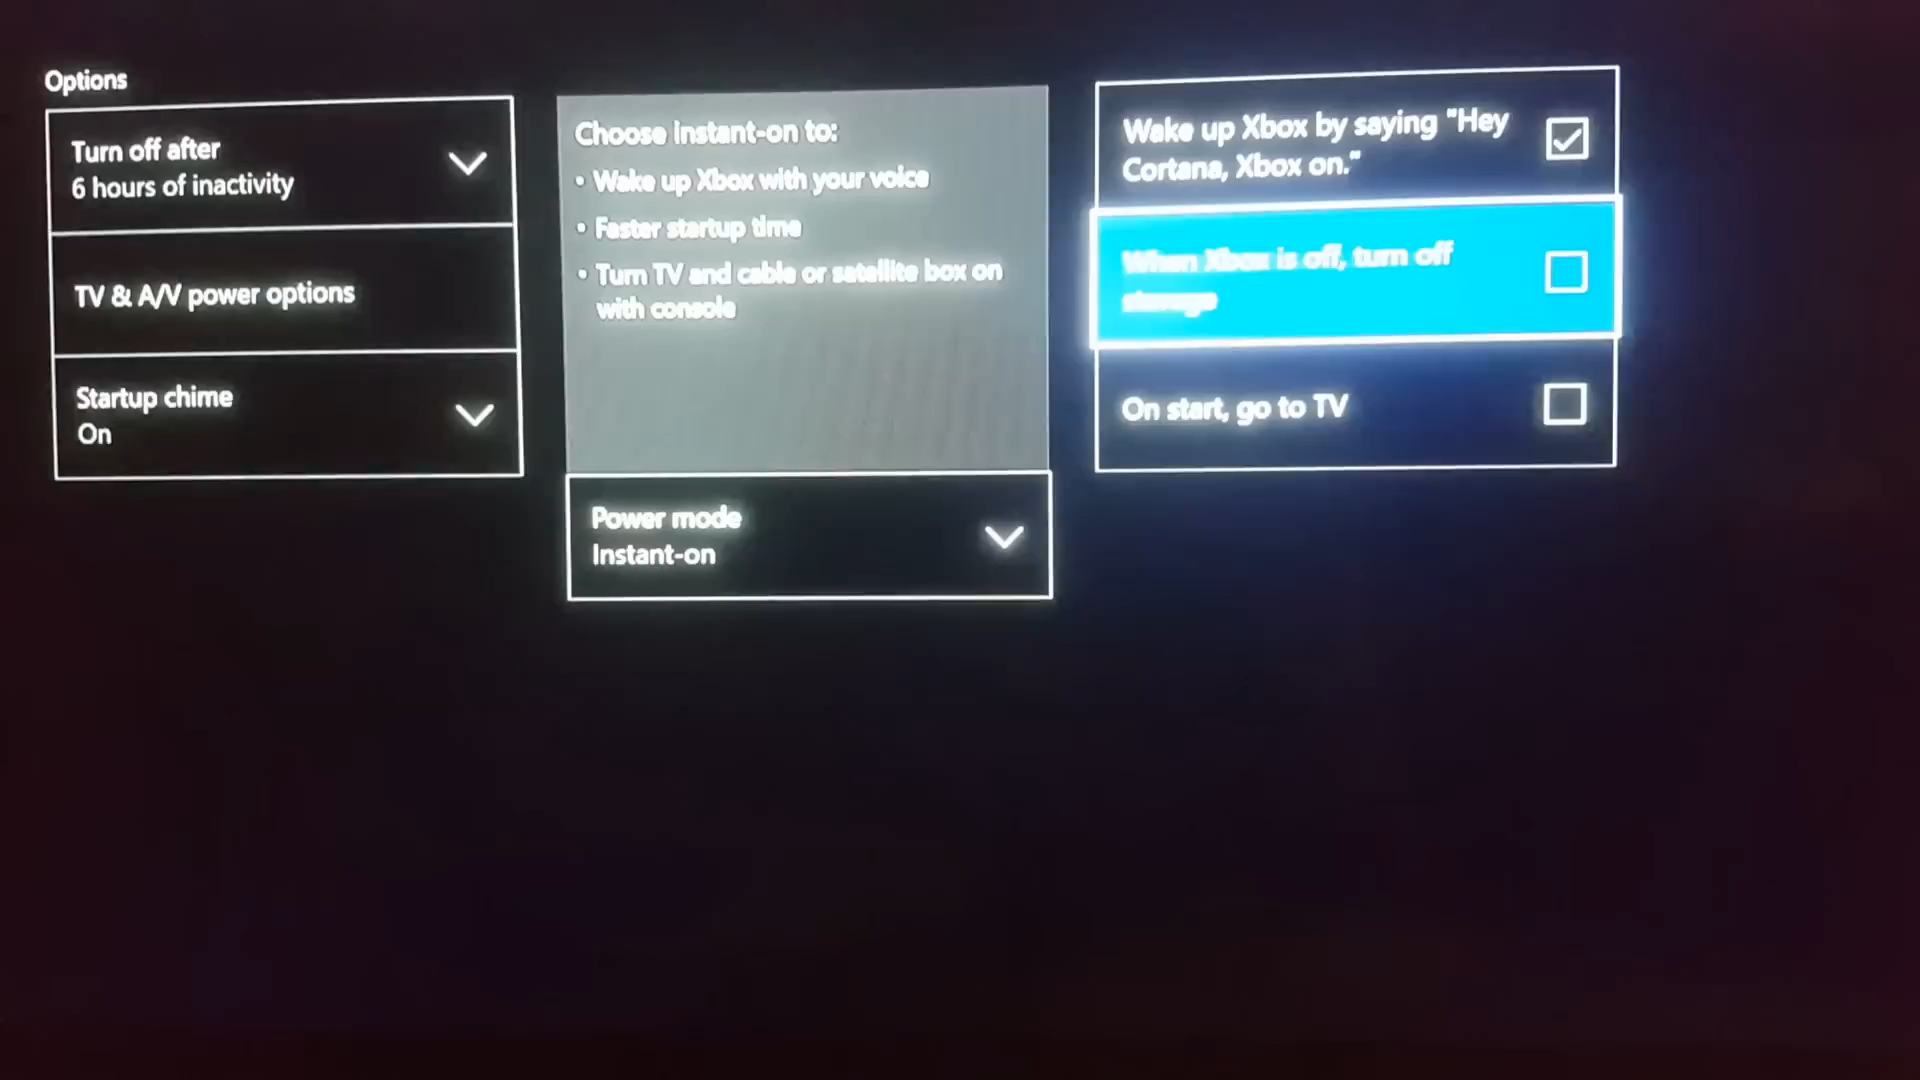 Options
Turn off after
6 hours of inactivity
TV & A/V power options
Startup chime
On
Choose instant-on to:
• Wake up Xbox with your voice
• Faster startup time
• Turn TV and cable or satellite box on
with console
Power mode
Instant-on
Wake up Xbox by saying "Hey
Cortana, Xbox on."
When Xbox is off, turn off
storage
On start, go to TV